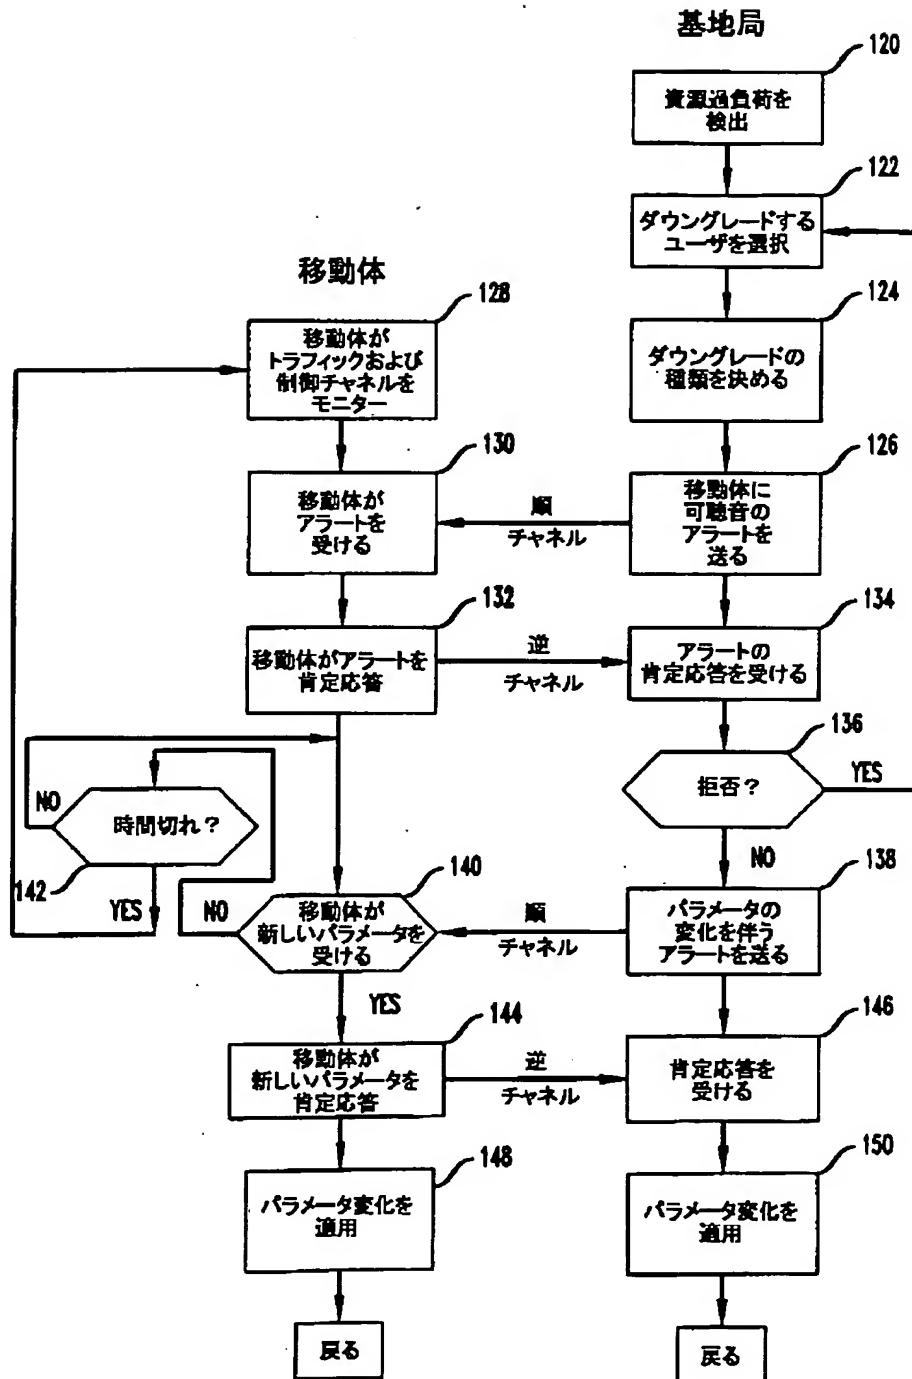 基地局
120
資源過負荷を
検出
122
ダウングレードする
ユーザを選択
移動体
128
移動体が
トラフィックおよび
制御チャネルを
モニター
124
ダウングレードの
種類を決める
130
移動体が
アラートを
受ける
順
チャネル
126
移動体に
可聴音の
アラートを
送る
132
移動体がアラートを
肯定応答
逆
チャネル
134
アラートの
肯定応答を受ける
136
拒否?
YES
NO
NO
時間切れ?
142
YES
NO
140
移動体が
新しいパラメータを
受ける
YES
順
チャネル
138
パラメータの
変化を伴う
アラートを送る
144
移動体が
新しいパラメータを
肯定応答
逆
チャネル
146
肯定応答を
受ける
148
パラメータ変化を
適用
150
パラメータ変化を
適用
戻る
戻る